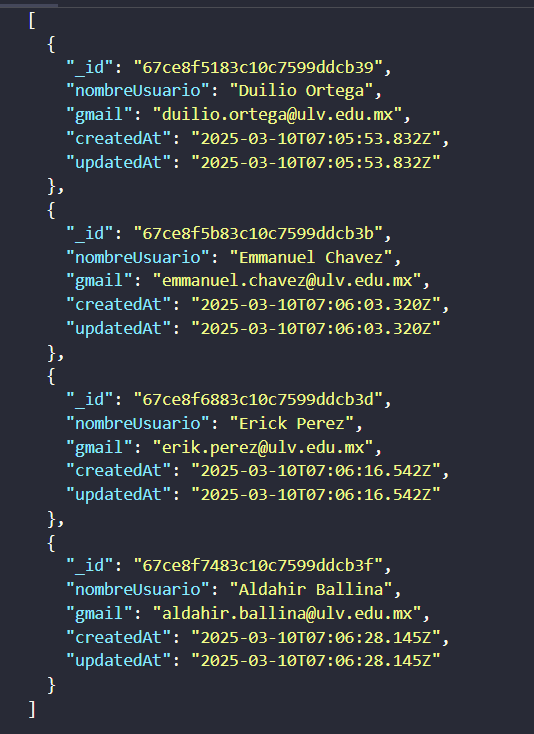 [
  {
    "_id": "67ce8f5183c10c7599ddcb39",
    "nombreUsuario": "Duilio Ortega",
    "gmail": "duilio.ortega@ulv.edu.mx",
    "createdAt": "2025-03-10T07:05:53.832Z",
    "updatedAt": "2025-03-10T07:05:53.832Z"
  },
  {
    "_id": "67ce8f5b83c10c7599ddcb3b",
    "nombreUsuario": "Emmanuel Chavez",
    "gmail": "emmanuel.chavez@ulv.edu.mx",
    "createdAt": "2025-03-10T07:06:03.320Z",
    "updatedAt": "2025-03-10T07:06:03.320Z"
  },
  {
    "_id": "67ce8f6883c10c7599ddcb3d",
    "nombreUsuario": "Erick Perez",
    "gmail": "erik.perez@ulv.edu.mx",
    "createdAt": "2025-03-10T07:06:16.542Z",
    "updatedAt": "2025-03-10T07:06:16.542Z"
  },
  {
    "_id": "67ce8f7483c10c7599ddcb3f",
    "nombreUsuario": "Aldahir Ballina",
    "gmail": "aldahir.ballina@ulv.edu.mx",
    "createdAt": "2025-03-10T07:06:28.145Z",
    "updatedAt": "2025-03-10T07:06:28.145Z"
  }
]